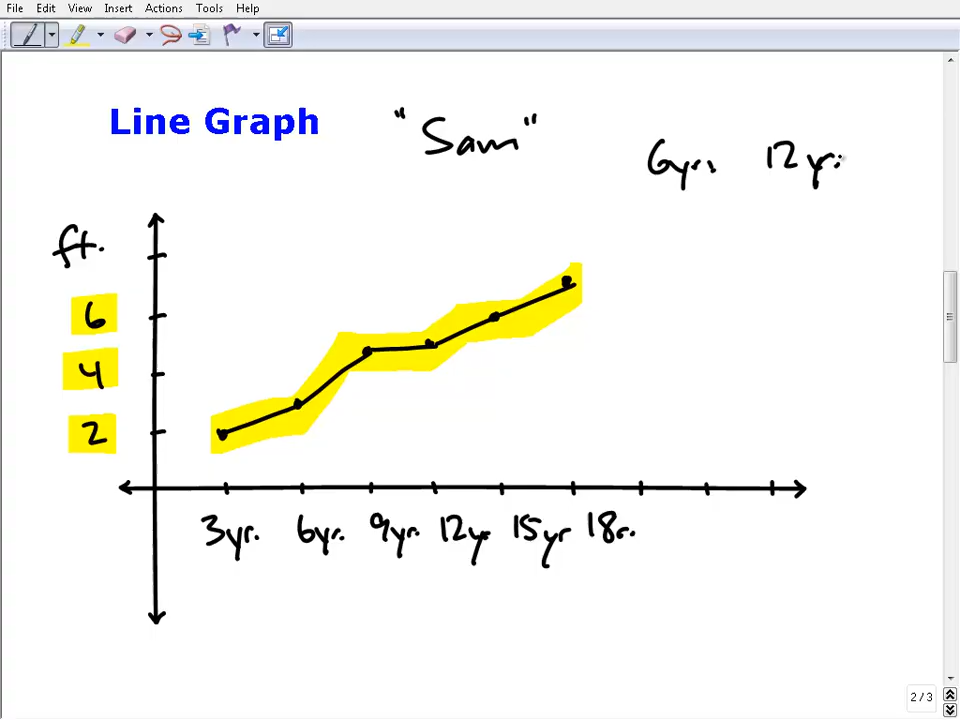 File Edit View Insert Actions Tools Help
Line Graph "Sam"
6yr. 12yr.
ft.
6
4
2
3yr. 6yr. 9yr. 12yr 15yr 18r.
2 / 3